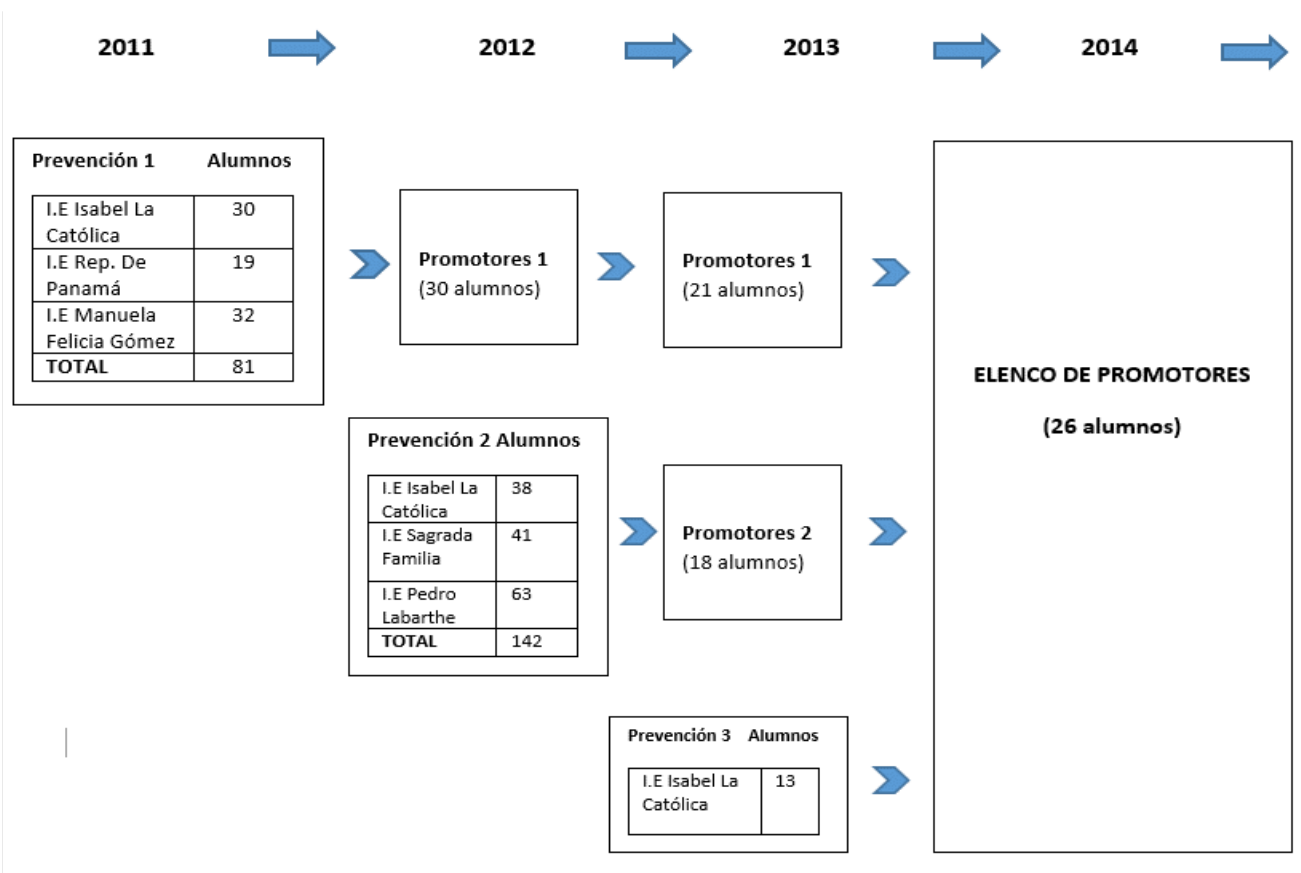 2011 2012 2013 2014
Prevención 1 Alumnos
I.E Isabel La 30
Católica
I.E Rep. De 19
Panamá
I.E Manuela 32
Felicia Gómez
TOTAL 81
Promotores 1
(30 alumnos)
Promotores 1
(21 alumnos)
ELENCO DE PROMOTORES
(26 alumnos)
Prevención 2 Alumnos
I.E Isabel La 38
Católica
I.E Sagrada 41
Familia
I.E Pedro 63
Labarthe
TOTAL 142
Promotores 2
(18 alumnos)
Prevención 3 Alumnos
I.E Isabel La 13
Católica